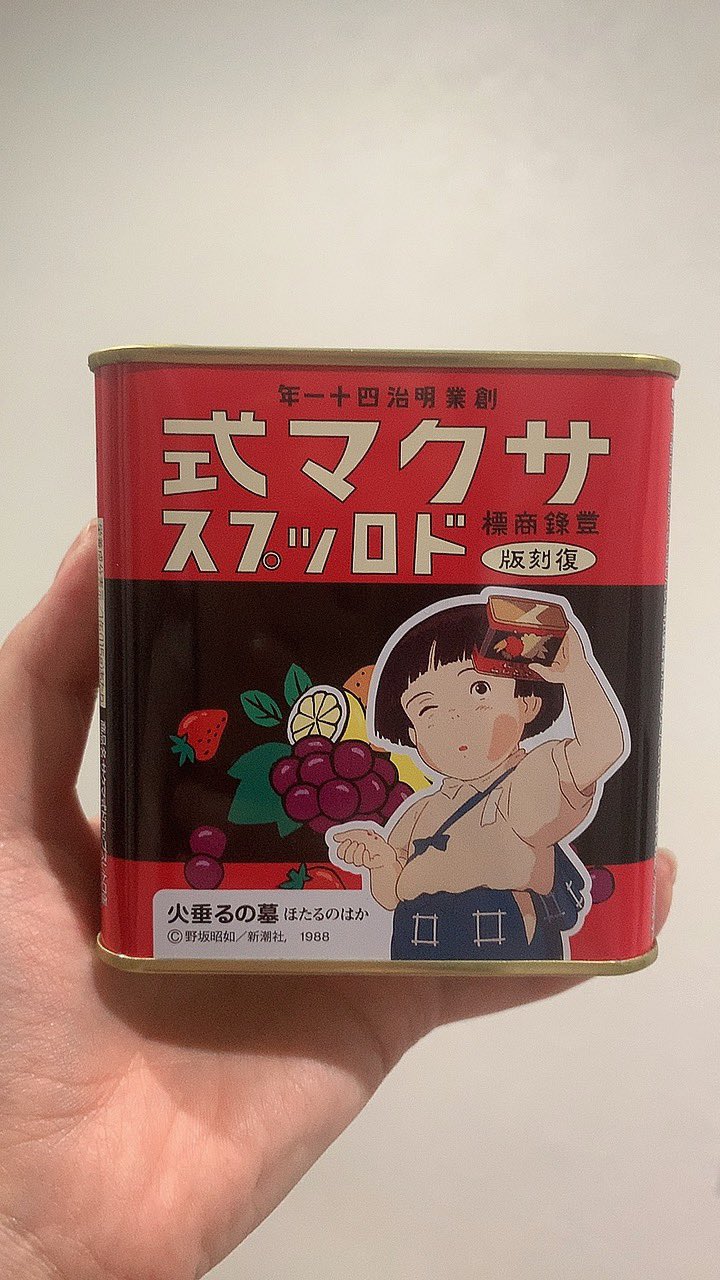 創業明治四十一年
サクマ式
ドロップス
登錄商標
復刻版
火垂るの墓 ほたるのはか
©野坂昭如／新潮社, 1988